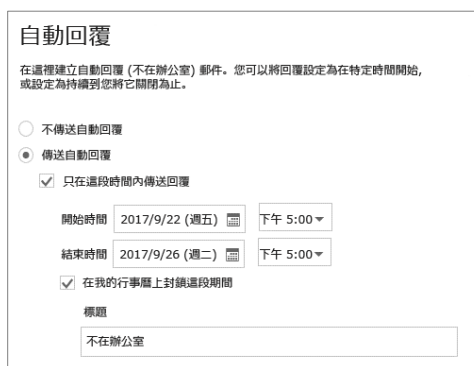 自動回覆
在這裡建立自動回覆 (不在辦公室) 郵件。您可以將回覆設定為在特定時間開始,
或設定為持續到您將它關閉為止。
不傳送自動回覆
傳送自動回覆
只在這段時間內傳送回覆
開始時間 2017/9/22 (週五) 下午 5:00
結束時間 2017/9/26 (週二) 下午 5:00
在我的行事曆上封鎖這段期間
標題
不在辦公室